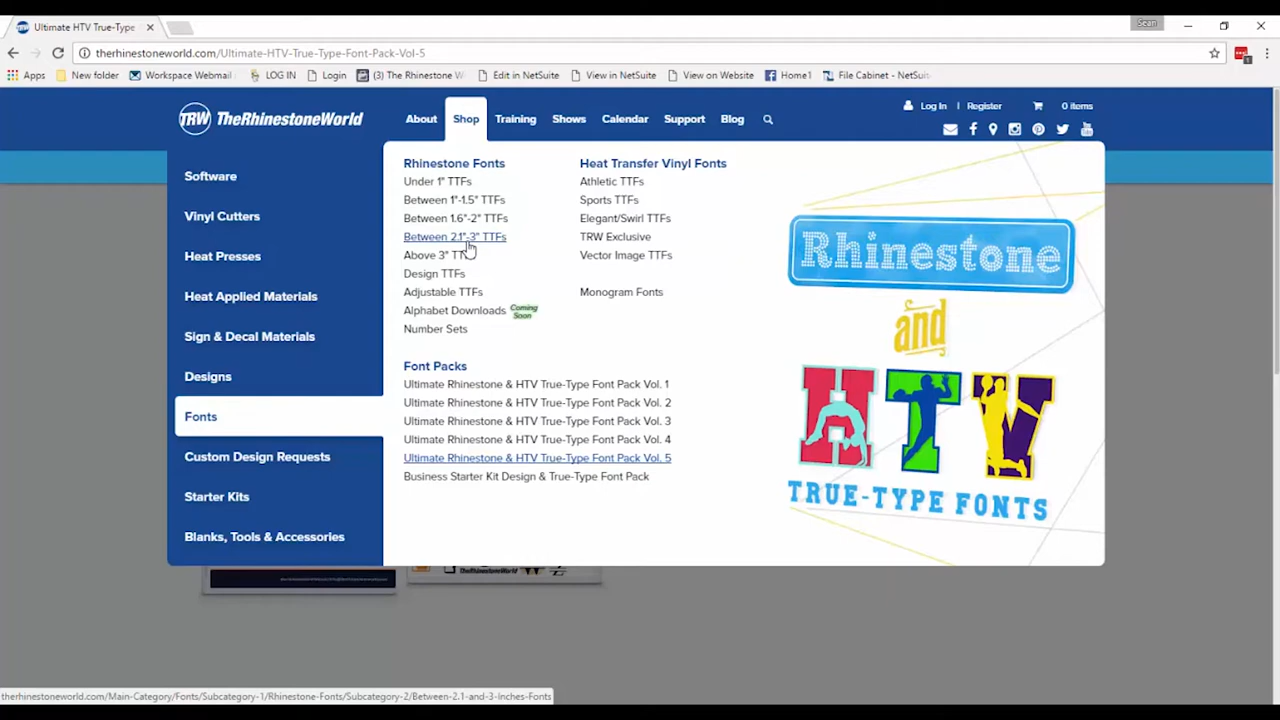 Ultimate HTV True-Type
Sean
therhinestoneworld.com/Ultimate-HTV-True-Type-Font-Pack-Vol-5
Apps New folder Workspace Webmail LOG IN Login (3) The Rhinestone W Edit in NetSuite View in NetSuite View on Website Home1 File Cabinet - NetSui
Log In | Register 0 items
TRW TheRhinestoneWorld About Shop Training Shows Calendar Support Blog
Software
Vinyl Cutters
Heat Presses
Heat Applied Materials
Sign & Decal Materials
Designs
Fonts
Custom Design Requests
Starter Kits
Blanks, Tools & Accessories
Rhinestone Fonts
Under 1" TTFs
Between 1"-1.5" TTFs
Between 1.6"-2" TTFs
Between 2.1"-3" TTFs
Above 3" TTFs
Design TTFs
Adjustable TTFs
Alphabet Downloads Coming Soon
Number Sets
Heat Transfer Vinyl Fonts
Athletic TTFs
Sports TTFs
Elegant/Swirl TTFs
TRW Exclusive
Vector Image TTFs
Monogram Fonts
Font Packs
Ultimate Rhinestone & HTV True-Type Font Pack Vol. 1
Ultimate Rhinestone & HTV True-Type Font Pack Vol. 2
Ultimate Rhinestone & HTV True-Type Font Pack Vol. 3
Ultimate Rhinestone & HTV True-Type Font Pack Vol. 4
Ultimate Rhinestone & HTV True-Type Font Pack Vol. 5
Business Starter Kit Design & True-Type Font Pack
Rhinestone
and
HTV
TRUE-TYPE FONTS
TheRhinestoneWorld
therhinestoneworld.com/Main-Category/Fonts/Subcategory-1/Rhinestone-Fonts/Subcategory-2/Between-2.1-and-3-Inches-Fonts